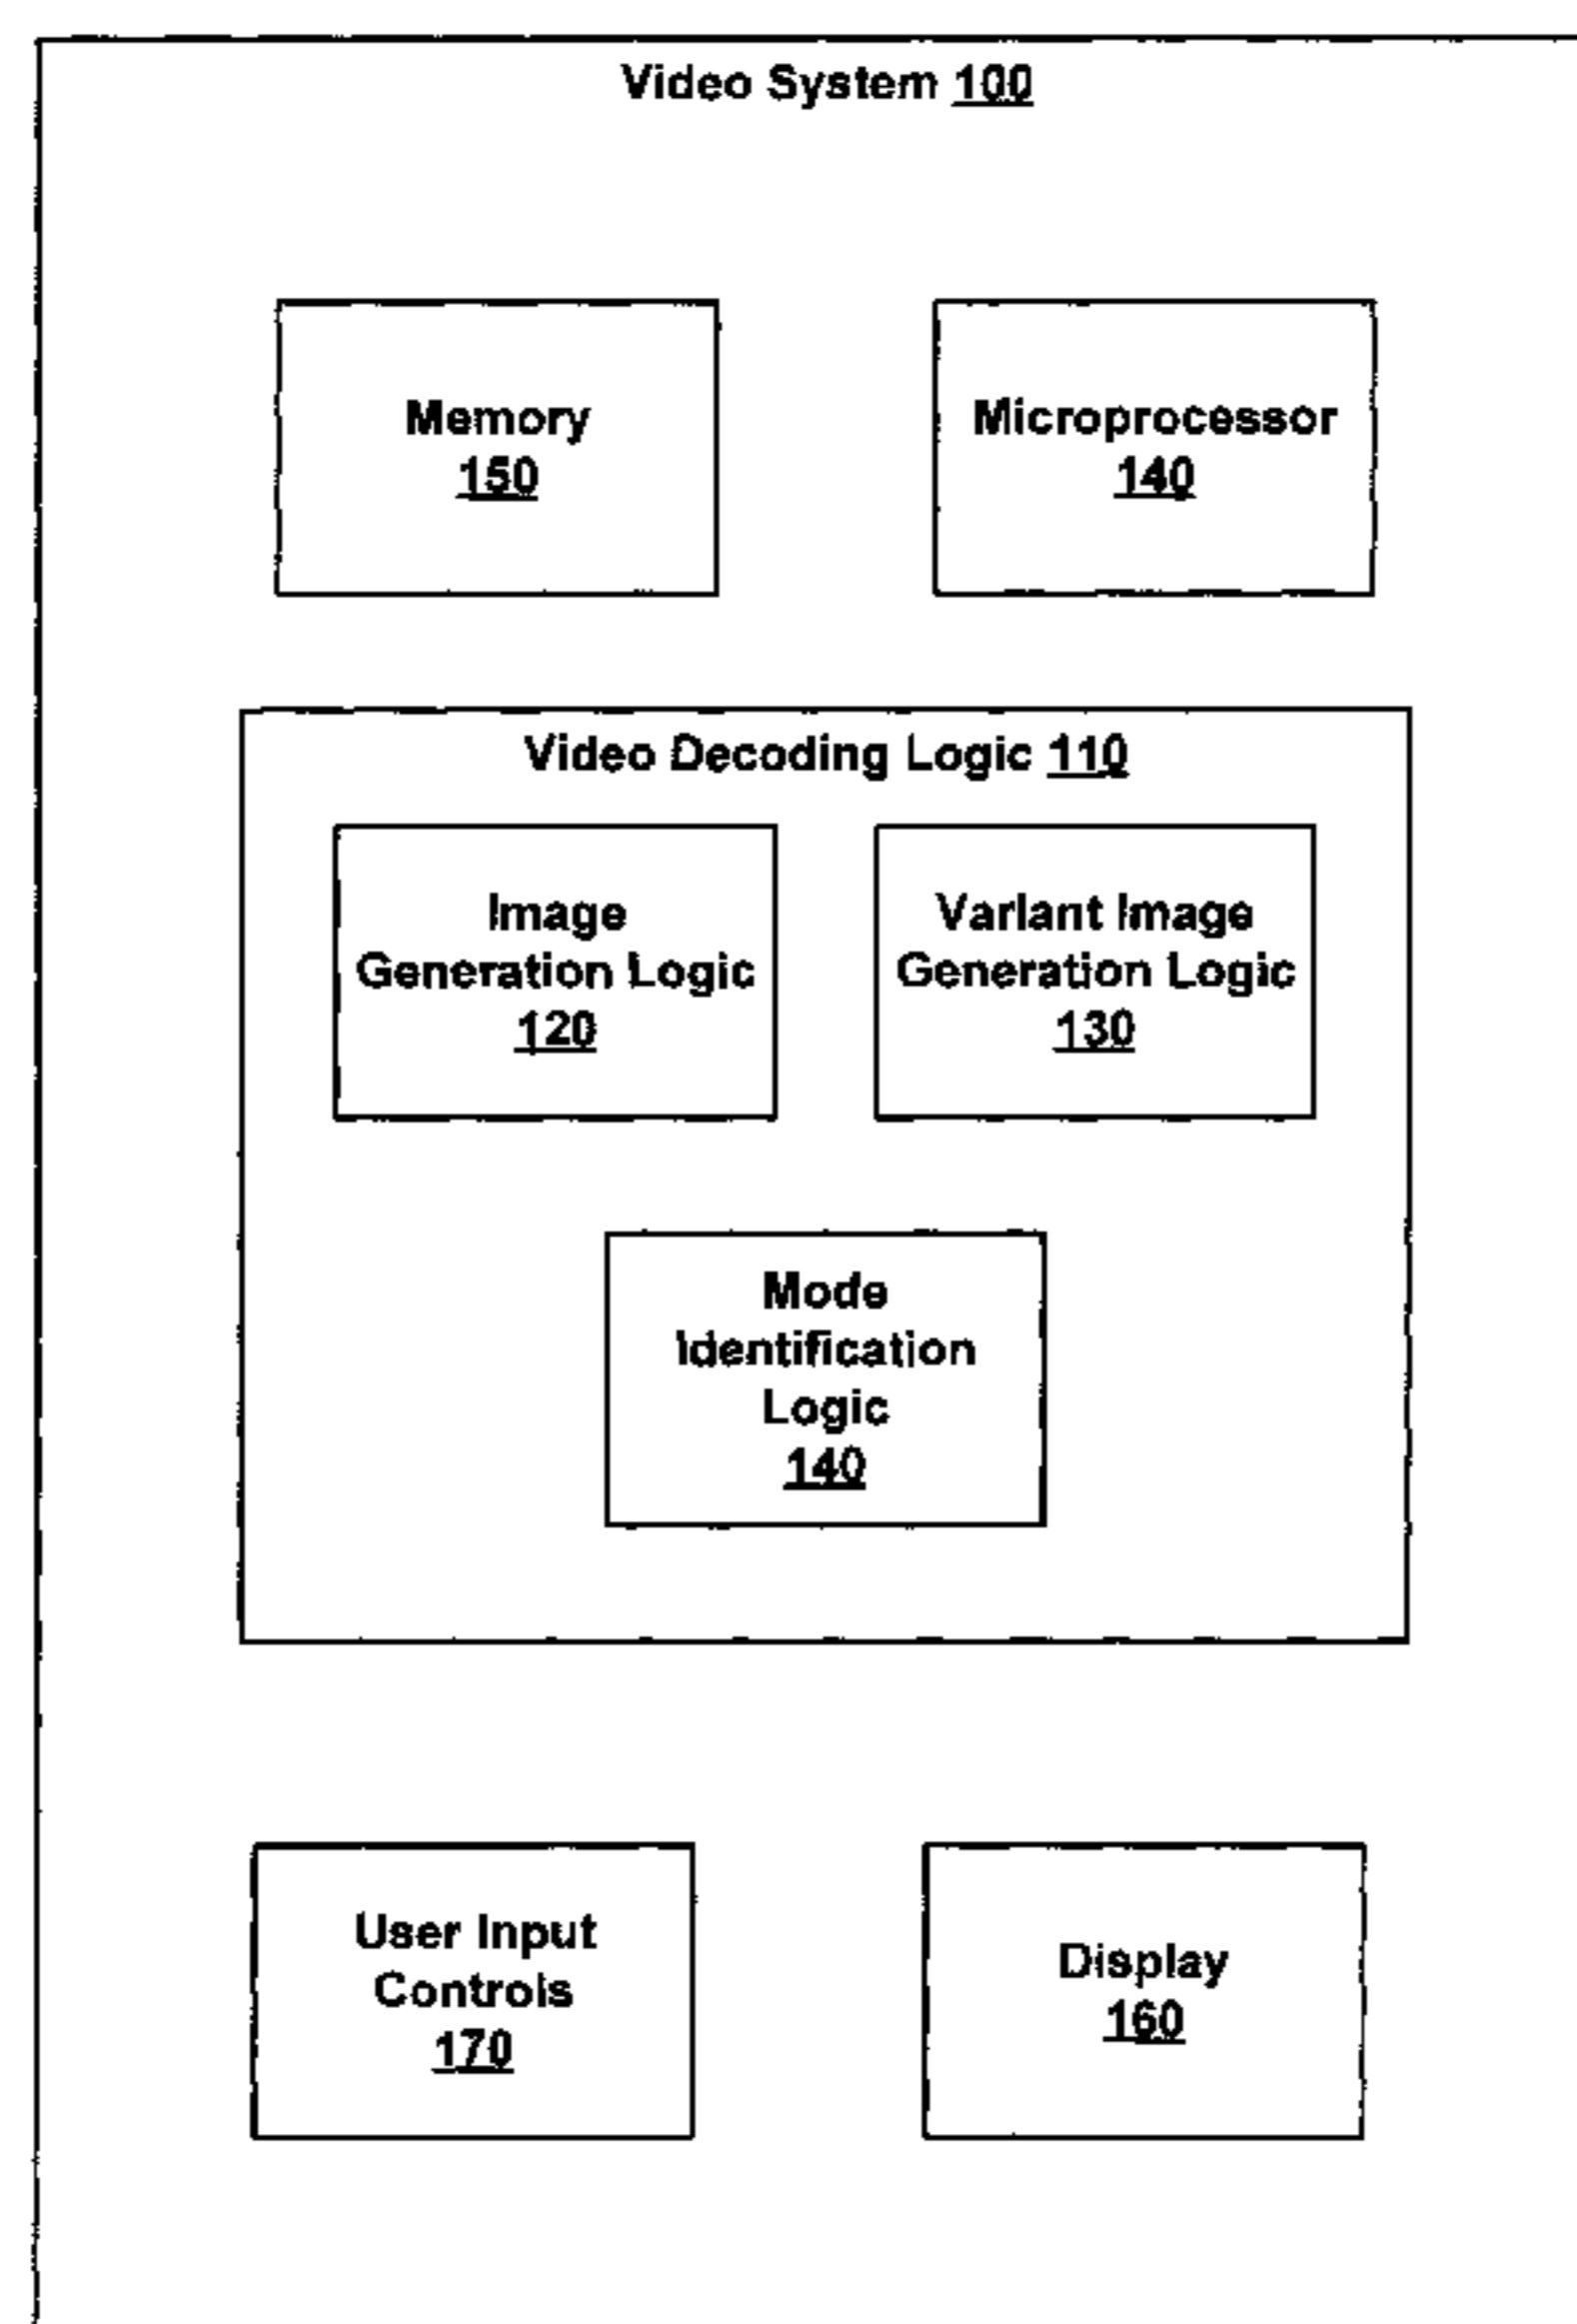 Video System 100
Memory
150
Microprocessor
140
Video Decoding Logic 110
Image
Generation Logic
120
Variant Image
Generation Logic
130
Mode
Identification
Logic
140
User Input
Controls
170
Display
160